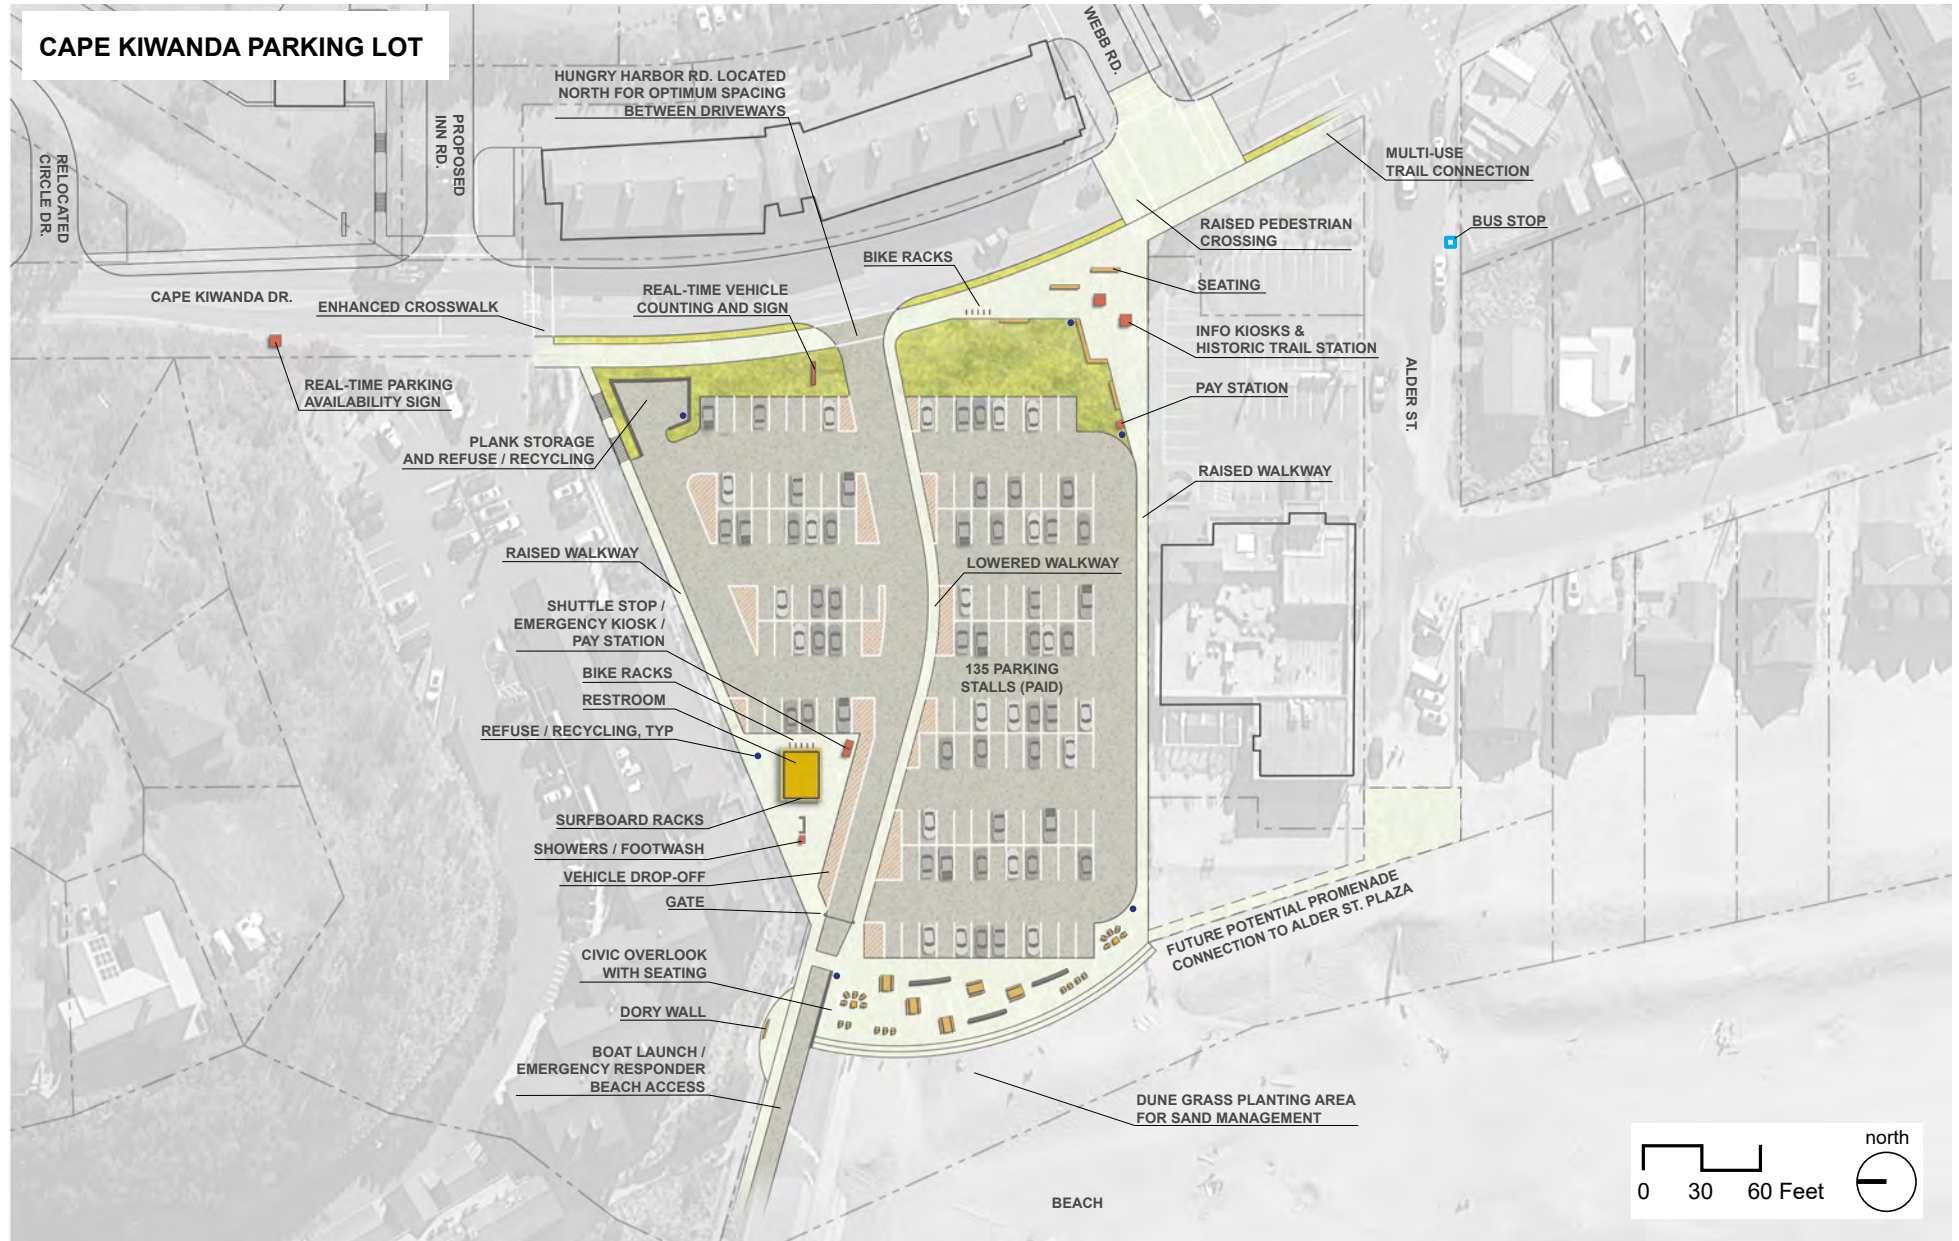 CAPE KIWANDA PARKING LOT
WEBB RD.
HUNGRY HARBOR RD. LOCATED
NORTH FOR OPTIMUM SPACING
BETWEEN DRIVEWAYS
PROPOSED
INN RD.
RELOCATED
CIRCLE DR.
MULTI-USE
TRAIL CONNECTION
BUS STOP
RAISED PEDESTRIAN
CROSSING
BIKE RACKS
SEATING
REAL-TIME VEHICLE
COUNTING AND SIGN
CAPE KIWANDA DR.
ENHANCED CROSSWALK
INFO KIOSKS &
HISTORIC TRAIL STATION
ALDER ST.
REAL-TIME PARKING
AVAILABILITY SIGN
PAY STATION
PLANK STORAGE
AND REFUSE / RECYCLING
RAISED WALKWAY
RAISED WALKWAY
LOWERED WALKWAY
SHUTTLE STOP /
EMERGENCY KIOSK /
PAY STATION
135 PARKING
STALLS (PAID)
BIKE RACKS
RESTROOM
REFUSE / RECYCLING, TYP
SURFBOARD RACKS
SHOWERS / FOOTWASH
VEHICLE DROP-OFF
GATE
FUTURE POTENTIAL PROMENADE
CONNECTION TO ALDER ST. PLAZA
CIVIC OVERLOOK
WITH SEATING
DORY WALL
BOAT LAUNCH /
EMERGENCY RESPONDER
BEACH ACCESS
DUNE GRASS PLANTING AREA
FOR SAND MANAGEMENT
BEACH
north
0 30 60 Feet